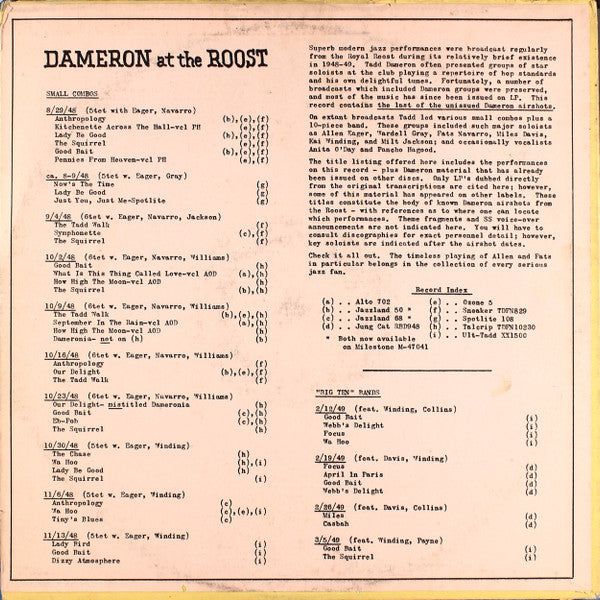 DAMERON at the ROOST
SMALL COMBOS
8/29/48 (5tet with Eager, Navarro)
Anthropology (b),(e),(f)
Kitchenette Across The Hall-vcl PH (e),(f)
Lady Be Good (b),(e),(f)
The Squirrel (e),(f)
Good Bait (b),(e),(f)
Pennies From Heaven-vcl PH (e),(f)
ca. 8-9/48 (5tet w. Eager, Gray)
Now's The Time (g)
Lady Be Good (g)
Just You, Just Me-Spotlite (g)
9/4/48 (6tet w. Eager, Navarro, Jackson)
The Tadd Walk (f)
Symphonette (c),(f)
The Squirrel (f)
10/2/48 (6tet w. Eager, Navarro, Williams)
Good Bait (h)
What Is This Thing Called Love-vcl AOD (a),(h)
How High The Moon-vcl AOD (h)
The Squirrel (b),(h)
10/9/48 (6tet w. Eager, Navarro, Williams)
The Tadd Walk (b),(e),(h)
September In The Rain-vcl AOD (a),(h)
How High The Moon-vcl AOD (h)
Dameronia- not on (h) (b)
10/16/48 (6tet w. Eager, Navarro, Williams)
Anthropology (f)
Our Delight (b),(e),(f)
The Tadd Walk (f)
10/23/48 (6tet w. Eager, Navarro, Williams)
Our Delight- mistitled Dameronia (h)
Good Bait (c),(h)
Eb-Pob (c),(h)
The Squirrel (h)
10/30/48 (5tet w. Eager, Winding)
The Chase (h)
Wa Hoo (h),(i)
Lady Be Good (h)
The Squirrel (i)
11/6/48 (5tet w. Eager, Winding)
Anthropology (c)
Wa Hoo (c),(e),(i)
Tiny's Blues (c)
11/13/48 (5tet w. Eager, Winding)
Lady Bird (i)
Good Bait (i)
Dizzy Atmosphere (i)
Superb modern jazz performances were broadcast regularly
from the Royal Roost during its relatively brief existence
in 1948-49. Tadd Dameron often presented groups of star
soloists at the club playing a repertoire of hop standards
and his own delightful tunes. Fortunately, a number of
broadcasts which included Dameron groups were preserved,
and most of the music has since been issued on LP. This
record contains the last of the unissued Dameron airshots.
On extant broadcasts Tadd led various small combos plus a
10-piece band. These groups included such major soloists
as Allen Eager, Wardell Gray, Fats Navarro, Miles Davis,
Kai Winding, and Milt Jackson; and occasionally vocalists
Anita O'Day and Pancho Hagood.
The title listing offered here includes the performances
on this record - plus Dameron material that has already
been issued on other discs. Only LP's dubbed directly
from the original transcriptions are cited here; however,
some of this material has appeared on other labels. These
titles constitute the body of known Dameron airshots from
the Roost - with references as to where one can locate
which performances. Theme fragments and SS voice-over
announcements are not indicated here. You will have to
consult discographies for exact personnel detail; however,
key soloists are indicated after the airshot dates.
Check it all out. The timeless playing of Allen and Fats
in particular belongs in the collection of every serious
jazz fan.
Record Index
(a) . . Alto 702
(b) . . Jazzland 50 *
(c) . . Jazzland 68 *
(d) . . Jung Cat RBD948
* Both now available
on Milestone M-47041
(e) . . Ozone 5
(f) . . Sneaker TDFN829
(g) . . Spotlite 108
(h) . . Talcrip TDFN10230
(i) . . Ult-Tadd XX1500
"BIG TEN" BANDS
2/12/49 (feat. Winding, Collins)
Good Bait (i)
Webb's Delight (i)
Focus (i)
Wa Hoo (i)
2/19/49 (feat. Davis, Winding)
Focus (d)
April In Paris (d)
Good Bait (d)
Webb's Delight (d)
2/26/49 (feat. Davis, Collins)
Miles (d)
Casbah (d)
3/5/49 (feat. Winding, Payne)
Good Bait (i)
The Squirrel (i)